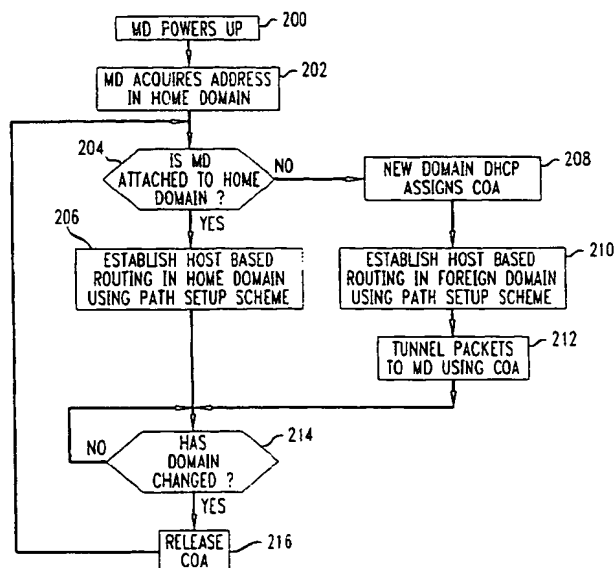 MD POWERS UP
200
MD ACQUIRES ADDRESS
IN HOME DOMAIN
202
204
IS MD
ATTACHED TO HOME
DOMAIN ?
NO
YES
NEW DOMAIN DHCP
ASSIGNS COA
208
206
ESTABLISH HOST BASED
ROUTING IN HOME DOMAIN
USING PATH SETUP SCHEME
ESTABLISH HOST BASED
ROUTING IN FOREIGN DOMAIN
USING PATH SETUP SCHEME
210
TUNNEL PACKETS
TO MD USING COA
212
NO
HAS
DOMAIN
CHANGED ?
214
YES
RELEASE
COA
216